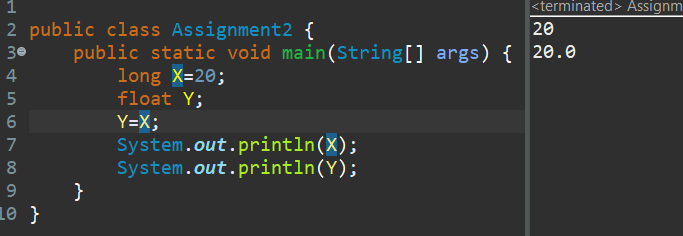 1
2 public class Assignment2 {
3 public static void main(String[] args) {
4 long X=20;
5 float Y;
6 Y=X;
7 System.out.println(X);
8 System.out.println(Y);
9 }
10 }
<terminated> Assignm
20
20.0